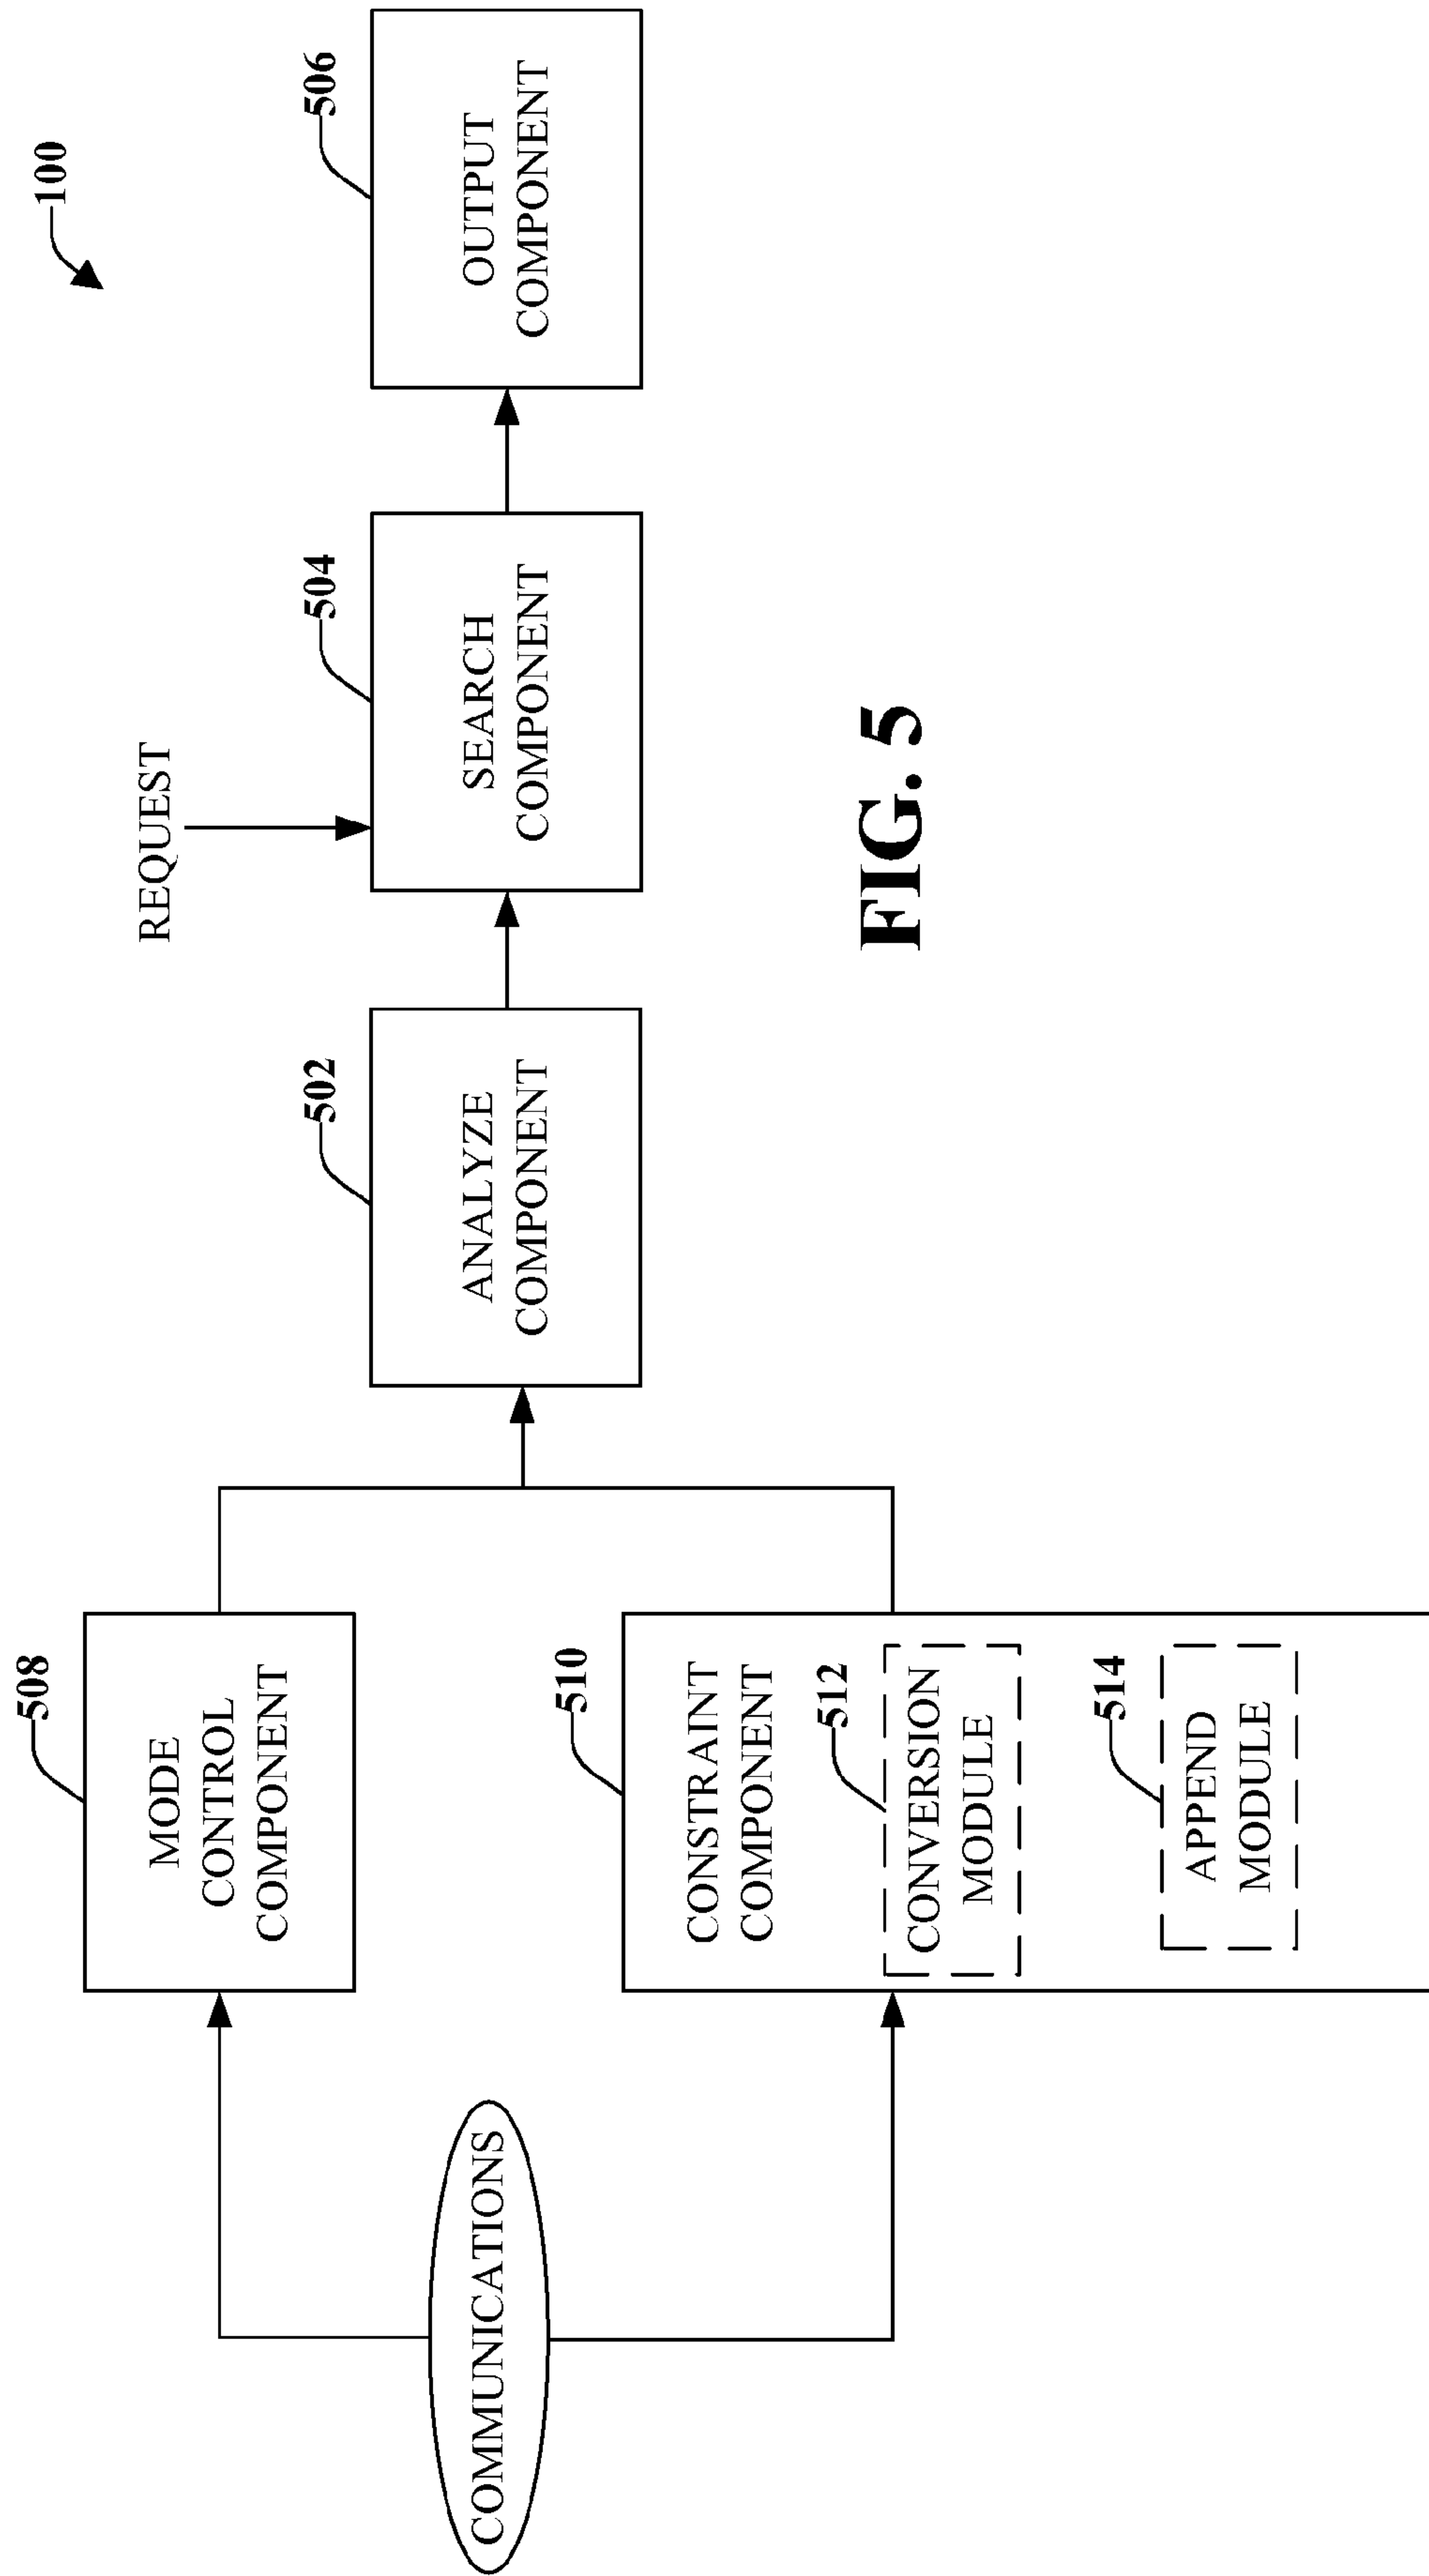 100
508
MODE
CONTROL
COMPONENT
COMMUNICATIONS
510
CONSTRAINT
COMPONENT
512
CONVERSION
MODULE
514
APPEND
MODULE
502
ANALYZE
COMPONENT
REQUEST
504
SEARCH
COMPONENT
506
OUTPUT
COMPONENT
FIG. 5